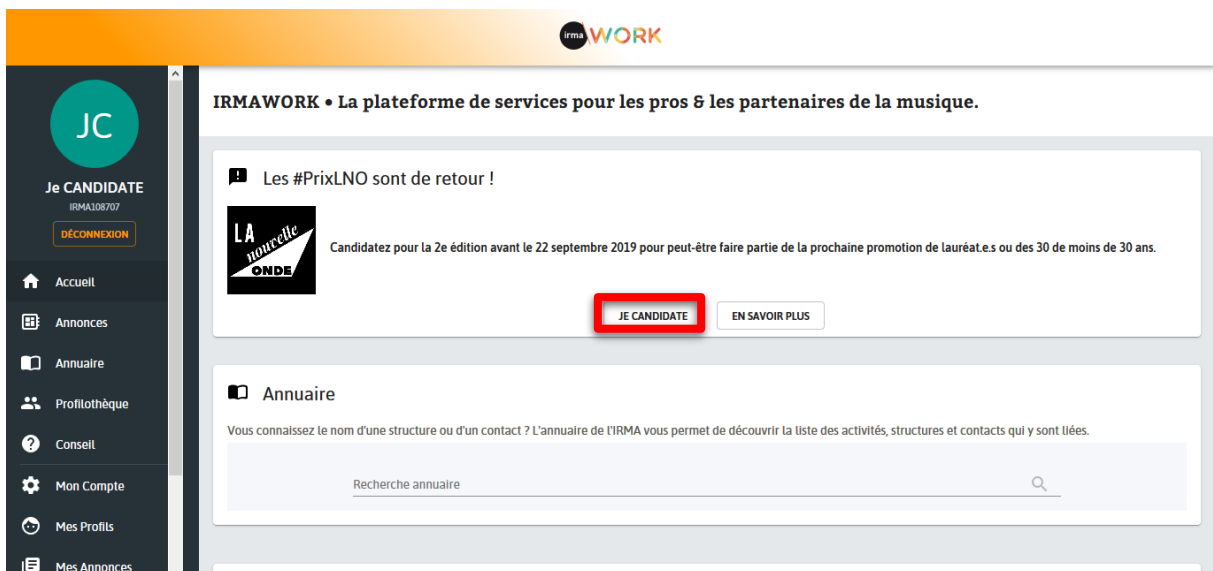 irma WORK
JC
Je CANDIDATE
IRMA108707
DÉCONNEXION
Accueil
Annonces
Annuaire
Profilothèque
Conseil
Mon Compte
Mes Profils
Mes Annonces
IRMAWORK • La plateforme de services pour les pros & les partenaires de la musique.
Les #PrixLNO sont de retour !
LA
nouvelle
ONDE
Candidatez pour la 2e édition avant le 22 septembre 2019 pour peut-être faire partie de la prochaine promotion de lauréat.e.s ou des 30 de moins de 30 ans.
JE CANDIDATE
EN SAVOIR PLUS
Annuaire
Vous connaissez le nom d'une structure ou d'un contact ? L'annuaire de l'IRMA vous permet de découvrir la liste des activités, structures et contacts qui y sont liées.
Recherche annuaire